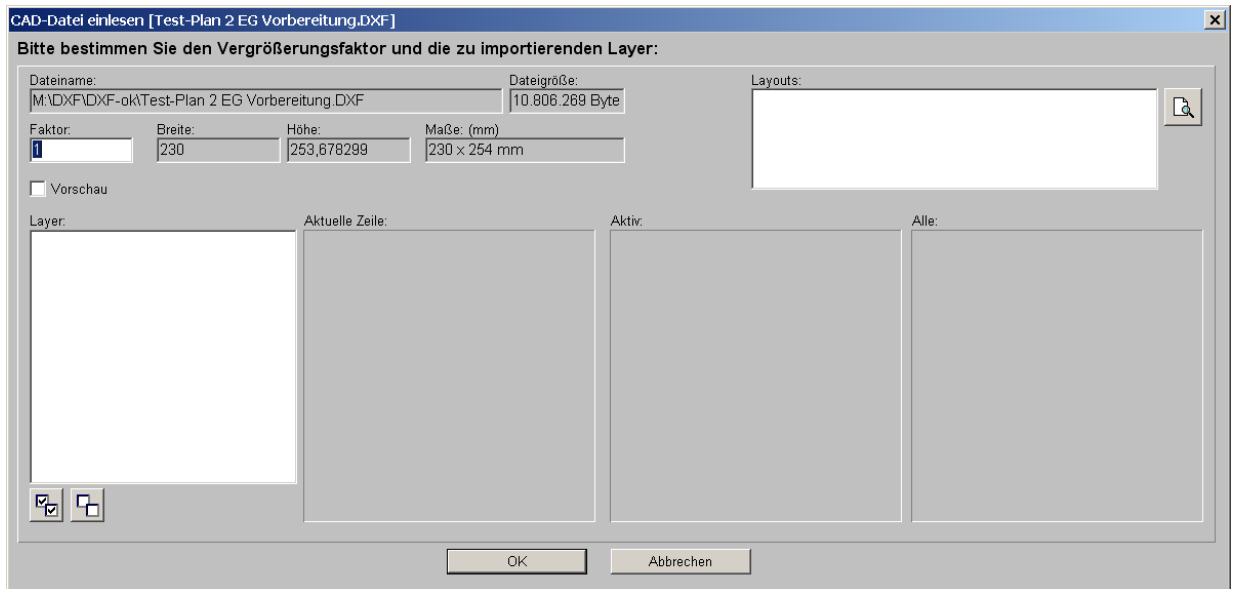 CAD-Datei einlesen [Test-Plan 2 EG Vorbereitung.DXF]
Bitte bestimmen Sie den Vergrößerungsfaktor und die zu importierenden Layer:
Dateiname: Dateigröße: Layouts:
M:\DXF\DXF-ok\Test-Plan 2 EG Vorbereitung.DXF 10.806.269 Byte
Faktor: Breite: Höhe: Maße: (mm)
1 230 253,678299 230 x 254 mm
Vorschau
Layer: Aktuelle Zeile: Aktiv: Alle:
OK Abbrechen